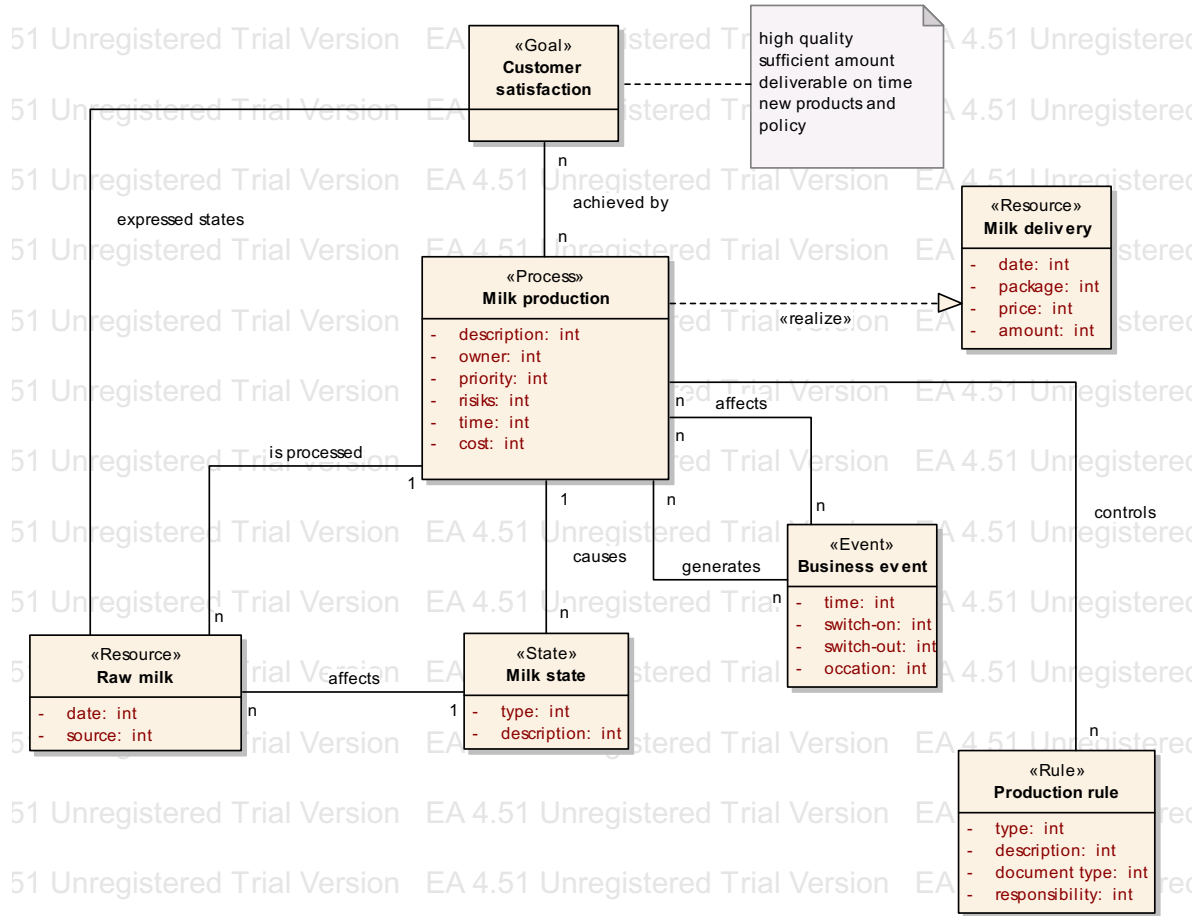 «Goal»
Customer
satisfaction
high quality
sufficient amount
deliverable on time
new products and
policy
n
achieved by
n
expressed states
«Resource»
Milk delivery
- date: int
- package: int
- price: int
- amount: int
«Process»
Milk production
- description: int
- owner: int
- priority: int
- risiks: int
- time: int
- cost: int
«realize»
n
affects
n
n
is processed
1
n
1
causes
n
n
generates
n
controls
n
«Event»
Business event
- time: int
- switch-on: int
- switch-out: int
- occation: int
«Resource»
Raw milk
- date: int
- source: int
affects
n
1
«State»
Milk state
- type: int
- description: int
«Rule»
Production rule
- type: int
- description: int
- document type: int
- responsibility: int
EA 4.51 Unregistered Trial Version